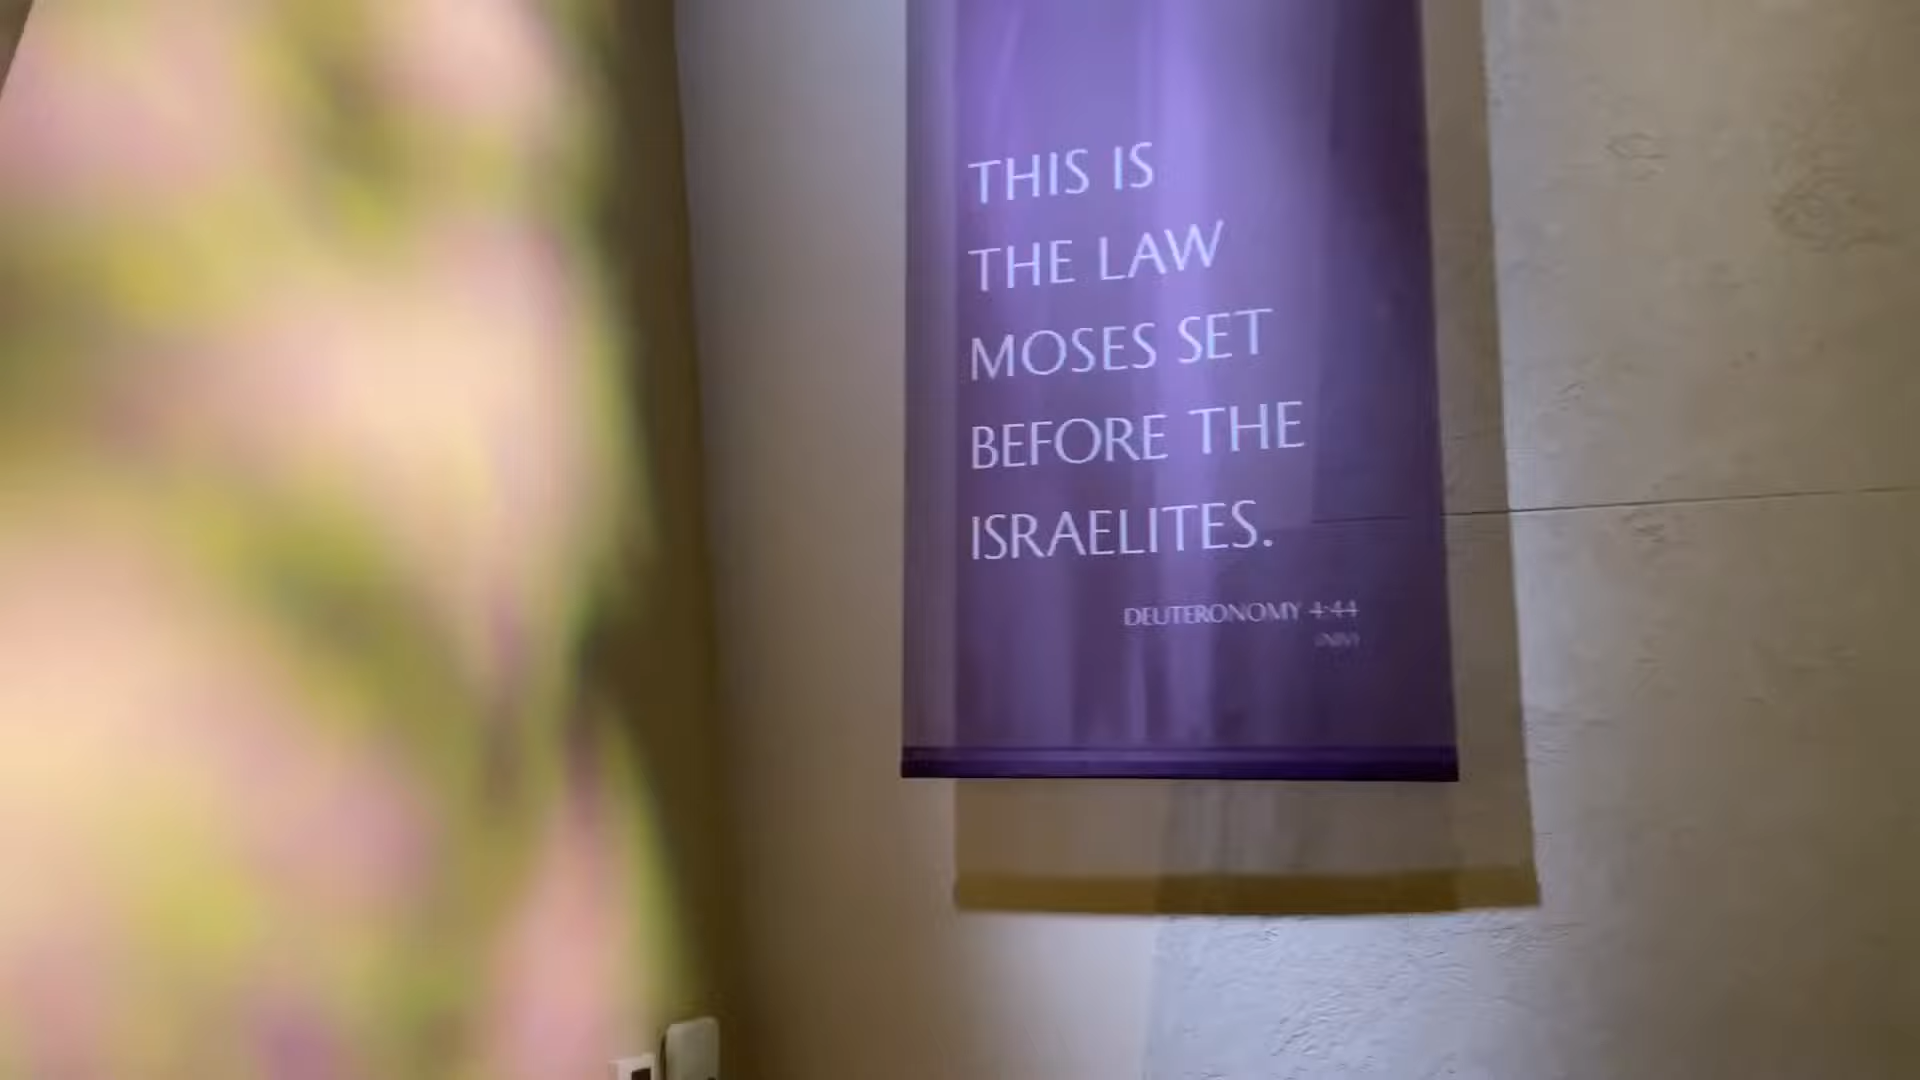 THIS IS
THE LAW
MOSES SET
BEFORE THE
ISRAELITES.
DEUTERONOMY 4:44
(NIV)